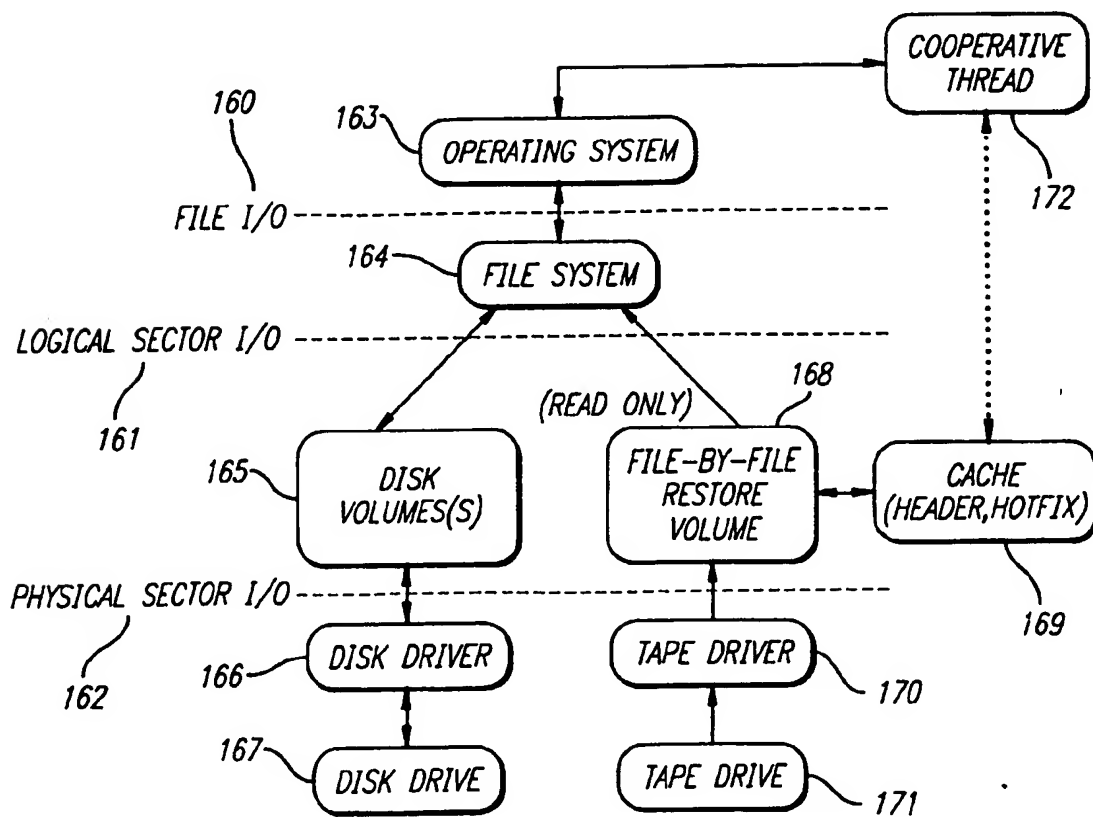 COOPERATIVE
THREAD
172
160
163
OPERATING SYSTEM
FILE I/O
164
FILE SYSTEM
LOGICAL SECTOR I/O
161
(READ ONLY)
168
165
DISK
VOLUMES(S)
FILE-BY-FILE
RESTORE
VOLUME
CACHE
(HEADER,HOTFIX)
169
PHYSICAL SECTOR I/O
162
166
DISK DRIVER
TAPE DRIVER
170
167
DISK DRIVE
TAPE DRIVE
171